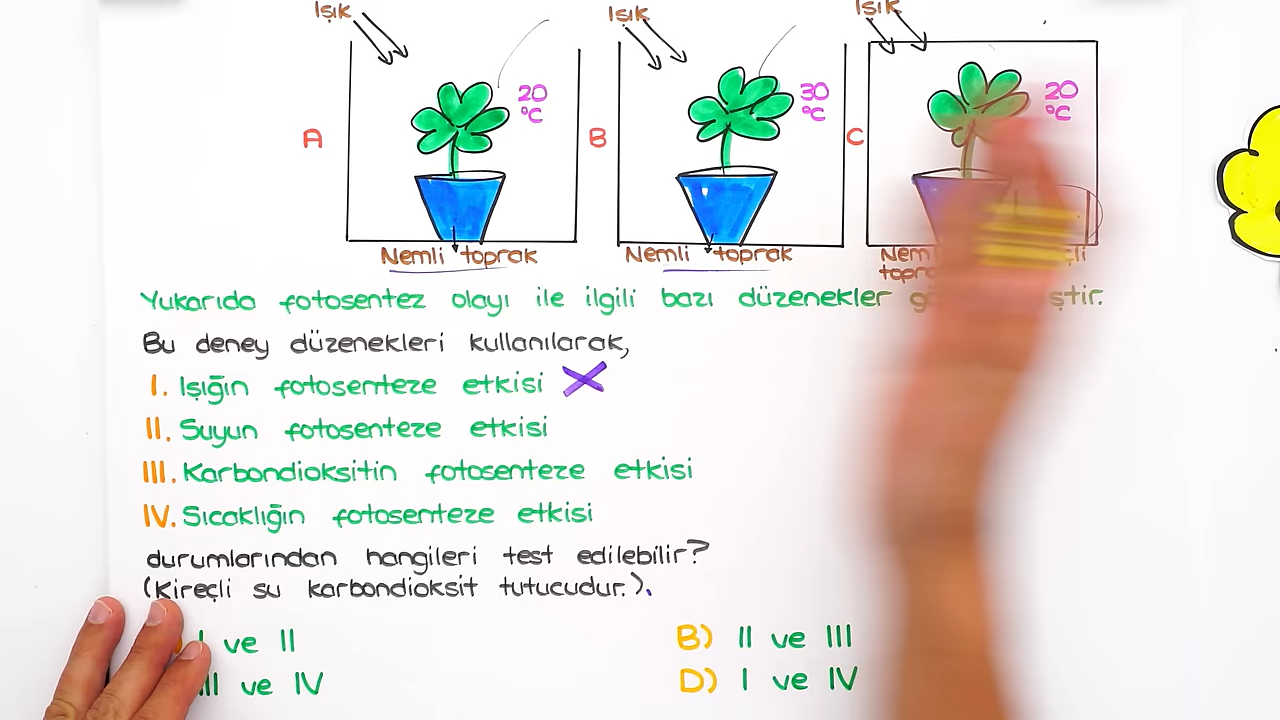 Işık
Işık
Işık
20 °C
30 °C
20 °C
A
B
C
Nemli toprak
Nemli toprak
Yukarıda fotosentez olayı ile ilgili bazı düzenekler
Bu deney düzenekleri kullanılarak,
I. Işığın fotosenteze etkisi X
II. Suyun fotosenteze etkisi
III. Karbondioksitin fotosenteze etkisi
IV. Sıcaklığın fotosenteze etkisi
durumlarından hangileri test edilebilir?
(Kireçli su karbondioksit tutucudur.).
I ve II
B) II ve III
III ve IV
D) I ve IV